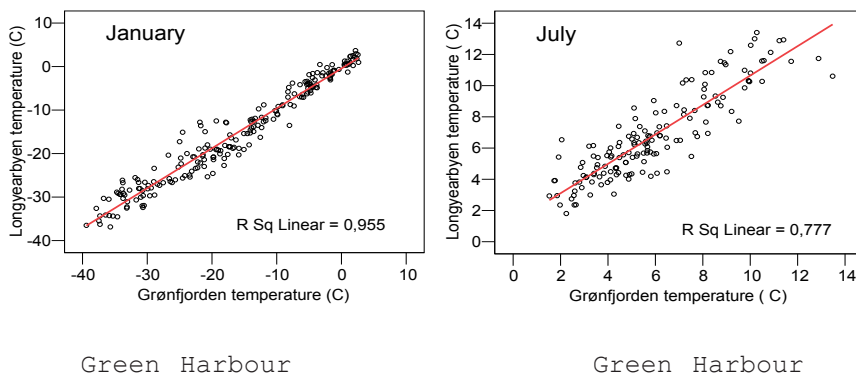 January
Longyearbyen temperature (C)
10
0
-10
-20
-30
-40
R Sq Linear = 0,955
-40 -30 -20 -10 0 10
Grønfjorden temperature (C)
Green Harbour
July
Longyearbyen temperature ( C)
14
12
10
8
6
4
2
0
R Sq Linear = 0,777
0 2 4 6 8 10 12 14
Grønfjorden temperature ( C)
Green Harbour